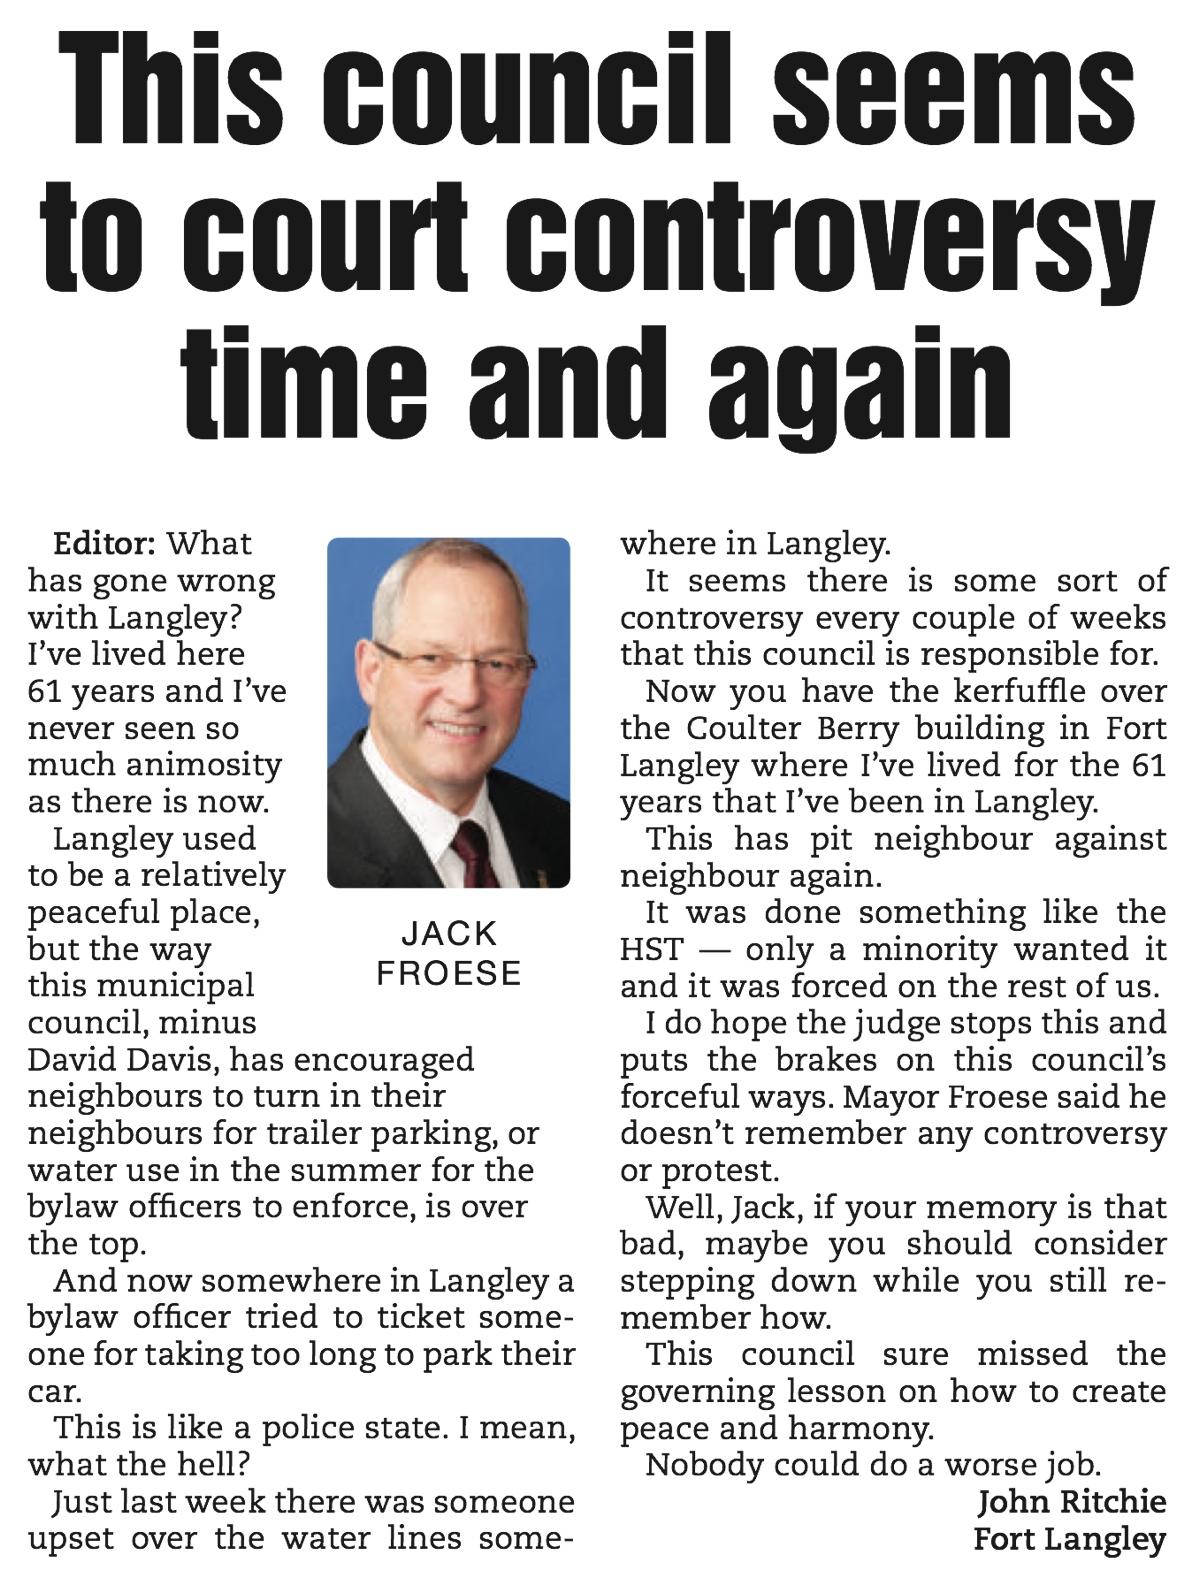 This council seems
to court controversy
time and again
Editor: What
has gone wrong
with Langley?
I've lived here
61 years and I've
never seen so
much animosity
as there is now.
Langley used
to be a relatively
peaceful place,
but the way
this municipal
council, minus
David Davis, has encouraged
neighbours to turn in their
neighbours for trailer parking, or
water use in the summer for the
bylaw officers to enforce, is over
the top.
And now somewhere in Langley a
bylaw officer tried to ticket some-
one for taking too long to park their
car.
This is like a police state. I mean,
what the hell?
Just last week there was someone
upset over the water lines some-
JACK
FROESE
where in Langley.
It seems there is some sort of
controversy every couple of weeks
that this council is responsible for.
Now you have the kerfuffle over
the Coulter Berry building in Fort
Langley where I've lived for the 61
years that I've been in Langley.
This has pit neighbour against
neighbour again.
It was done something like the
HST — only a minority wanted it
and it was forced on the rest of us.
I do hope the judge stops this and
puts the brakes on this council's
forceful ways. Mayor Froese said he
doesn't remember any controversy
or protest.
Well, Jack, if your memory is that
bad, maybe you should consider
stepping down while you still re-
member how.
This council sure missed the
governing lesson on how to create
peace and harmony.
Nobody could do a worse job.
John Ritchie
Fort Langley